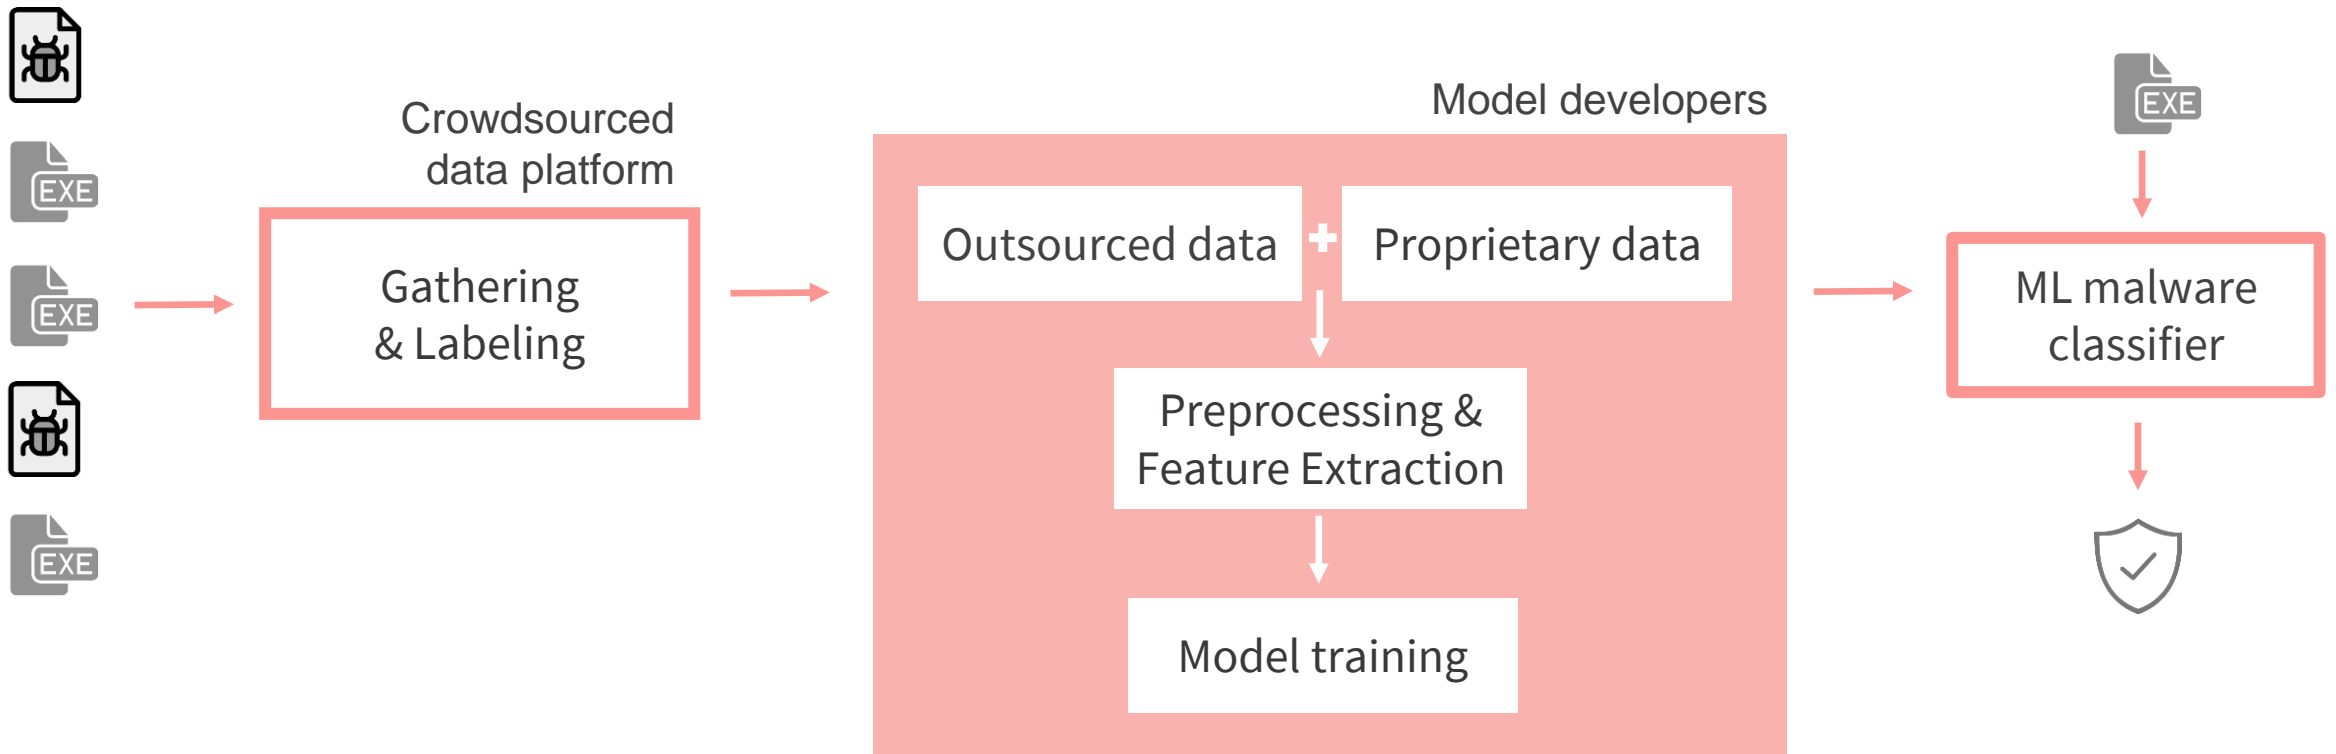 EXE
EXE
EXE
Crowdsourced
data platform
Gathering
& Labeling
Model developers
Outsourced data
Proprietary data
Preprocessing &
Feature Extraction
Model training
EXE
ML malware
classifier